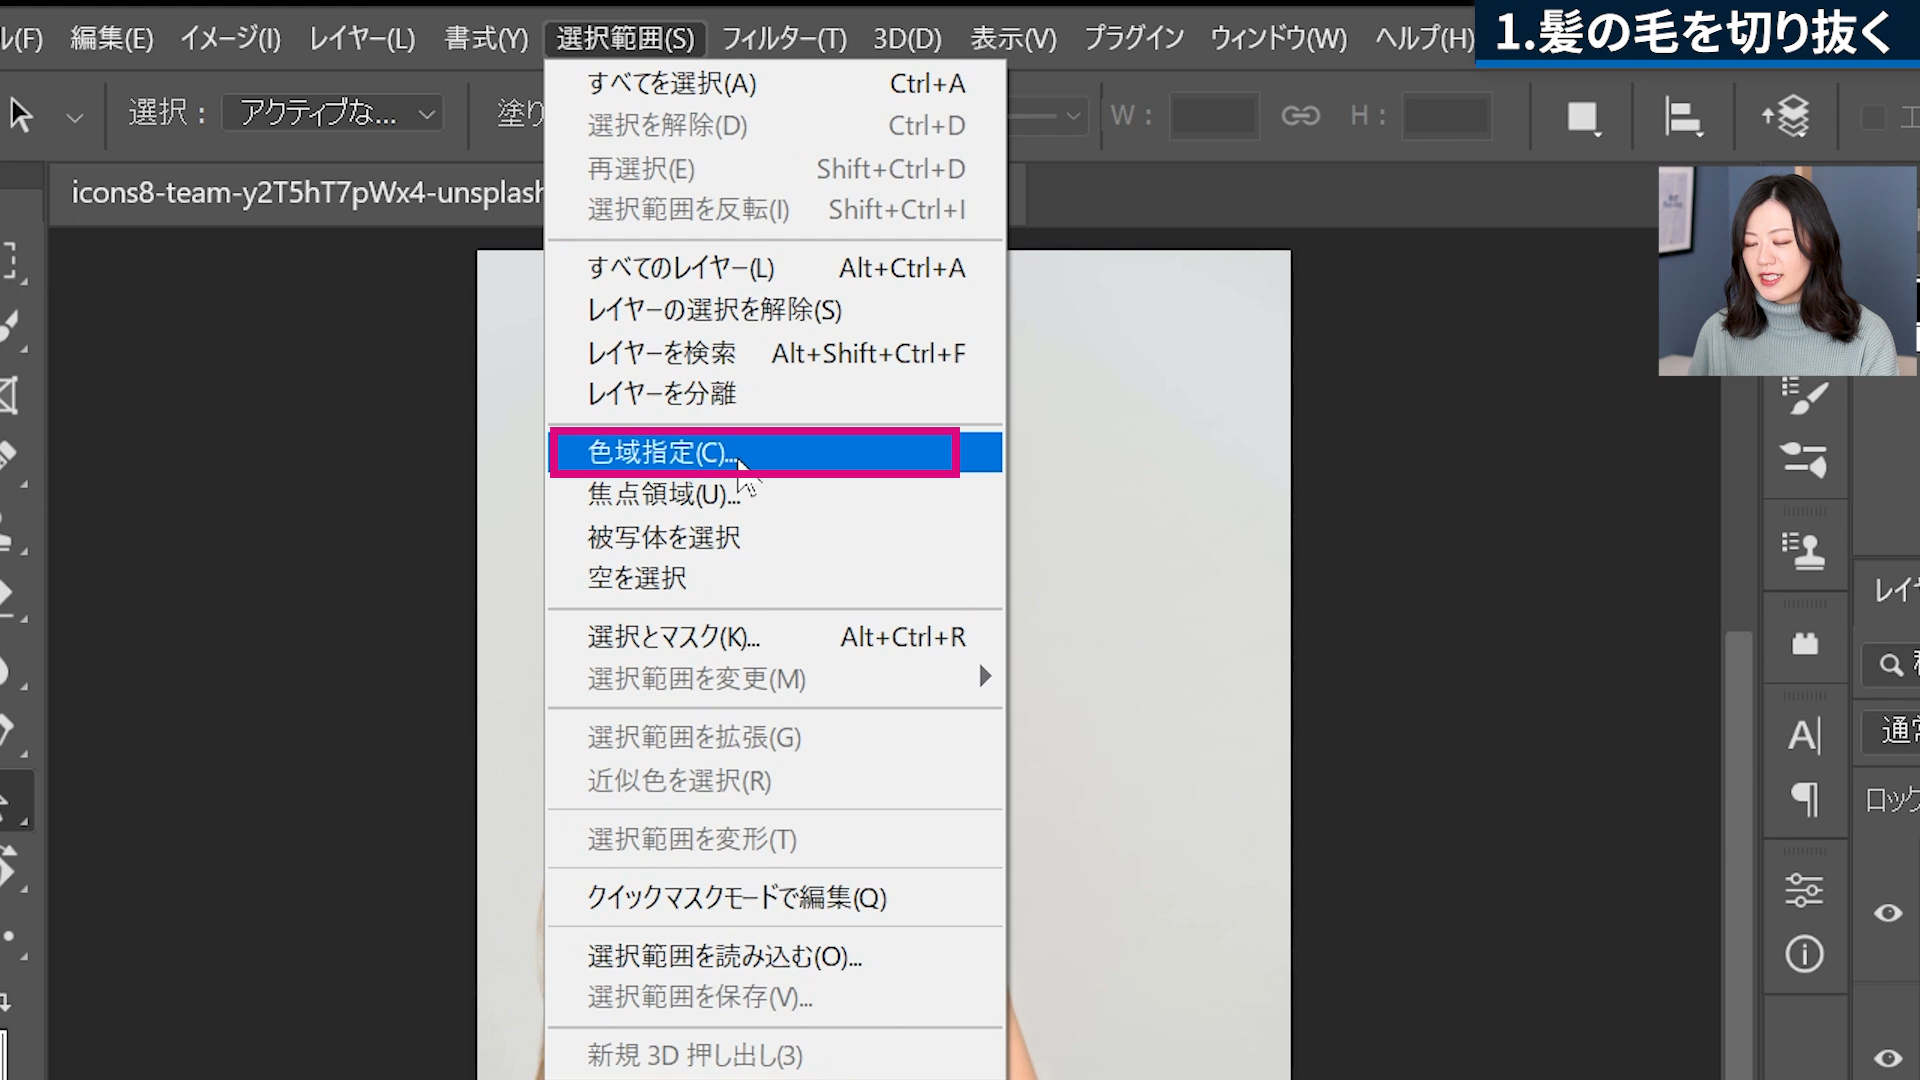 ル(F) 編集(E) イメージ(I) レイヤー(L) 書式(Y) 選択範囲(S) フィルター(T) 3D(D) 表示(V) プラグイン ウィンドウ(W) ヘルプ(H)
1.髪の毛を切り抜く
選択： アクティブな... 塗り W： H：
icons8-team-y2T5hT7pWx4-unsplash
すべてを選択(A) Ctrl+A
選択を解除(D) Ctrl+D
再選択(E) Shift+Ctrl+D
選択範囲を反転(I) Shift+Ctrl+I
すべてのレイヤー(L) Alt+Ctrl+A
レイヤーの選択を解除(S)
レイヤーを検索 Alt+Shift+Ctrl+F
レイヤーを分離
色域指定(C)...
焦点領域(U)...
被写体を選択
空を選択
選択とマスク(K)... Alt+Ctrl+R
選択範囲を変更(M)
選択範囲を拡張(G)
近似色を選択(R)
選択範囲を変形(T)
クイックマスクモードで編集(Q)
選択範囲を読み込む(O)...
選択範囲を保存(V)...
新規 3D 押し出し(3)
レイ
通常
ロック